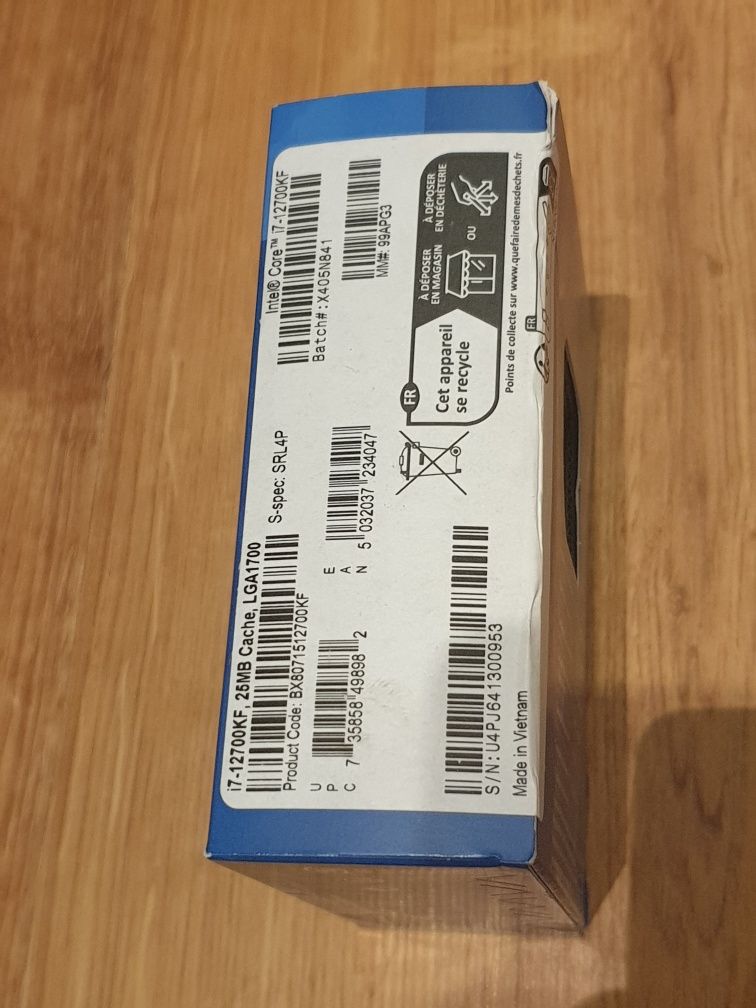 i7-12700KF, 25MB Cache, LGA1700
Product Code: BX8071512700KF
S-spec: SRL4P
Intel® Core™ i7-12700KF
Batch#:X405N841
MM#: 99APG3
UPC
7 35858 49898 2
EAN
5 032037 234047
S/N:U4PJ641300953
Made in Vietnam
FR
Cet appareil
se recycle
À DÉPOSER
EN MAGASIN
OU
À DÉPOSER
EN DÉCHÈTERIE
Points de collecte sur www.quefairedemesdechets.fr
FR